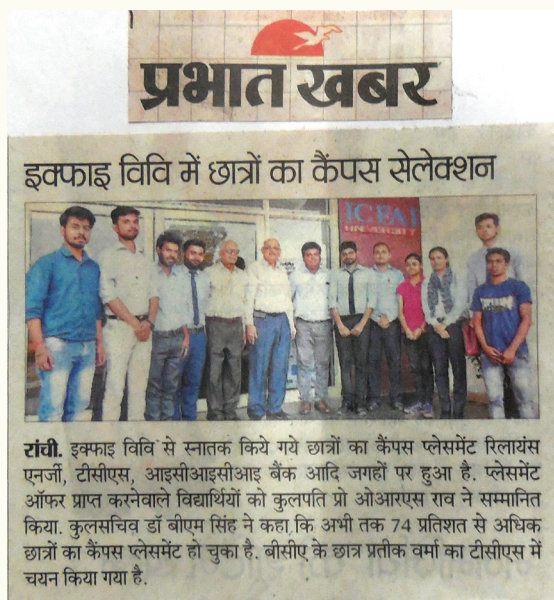 प्रभात खबर
इक्फाइ विवि में छात्रों का कैंपस सेलेक्शन
ICFAI
UNIVERSITY
रांची. इक्फाइ विवि से स्नातक किये गये छात्रों का कैंपस प्लेसमेंट रिलायंस
एनर्जी, टीसीएस, आइसीआइसीआइ बैंक आदि जगहों पर हुआ है. प्लेसमेंट
ऑफर प्राप्त करनेवाले विद्यार्थियों को कुलपति प्रो ओआरएस राव ने सम्मानित
किया. कुलसचिव डॉ बीएम सिंह ने कहा कि अभी तक 74 प्रतिशत से अधिक
छात्रों का कैंपस प्लेसमेंट हो चुका है. बीसीए के छात्र प्रतीक वर्मा का टीसीएस में
चयन किया गया है.